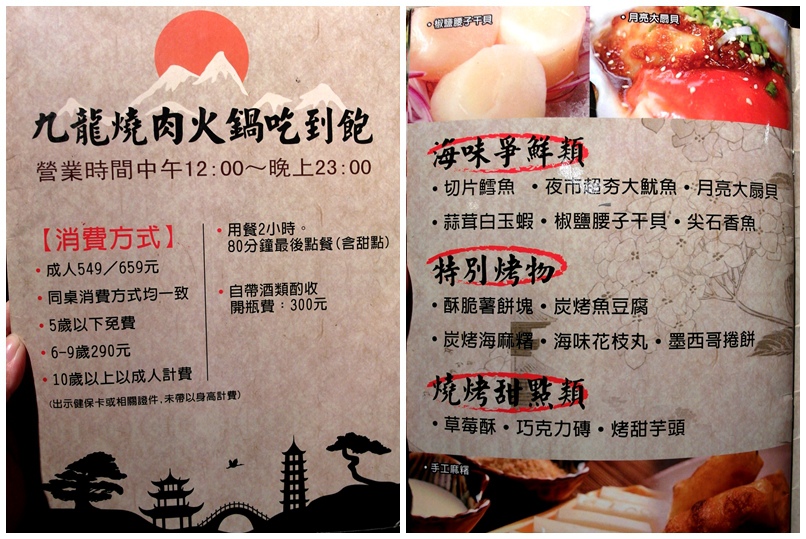 九龍燒肉火鍋吃到飽
營業時間中午12:00～晚上23:00
【消費方式】
•成人549／659元
•同桌消費方式均一致
•5歲以下免費
•6-9歲290元
•10歲以上以成人計費
(出示健保卡或相關證件,未帶以身高計費)
•用餐2小時。
80分鐘最後點餐(含甜點)
•自帶酒類酌收
開瓶費：300元
•椒鹽腰子干貝
•月亮大扇貝
海味爭鮮類
•切片鱈魚 •夜市超夯大魷魚•月亮大扇貝
•蒜茸白玉蝦•椒鹽腰子干貝•尖石香魚
特別烤物
•酥脆薯餅塊•炭烤魚豆腐
•炭烤海麻糬•海味花枝丸•墨西哥捲餅
燒烤甜點類
•草莓酥•巧克力磚•烤甜芋頭
•手工麻糬